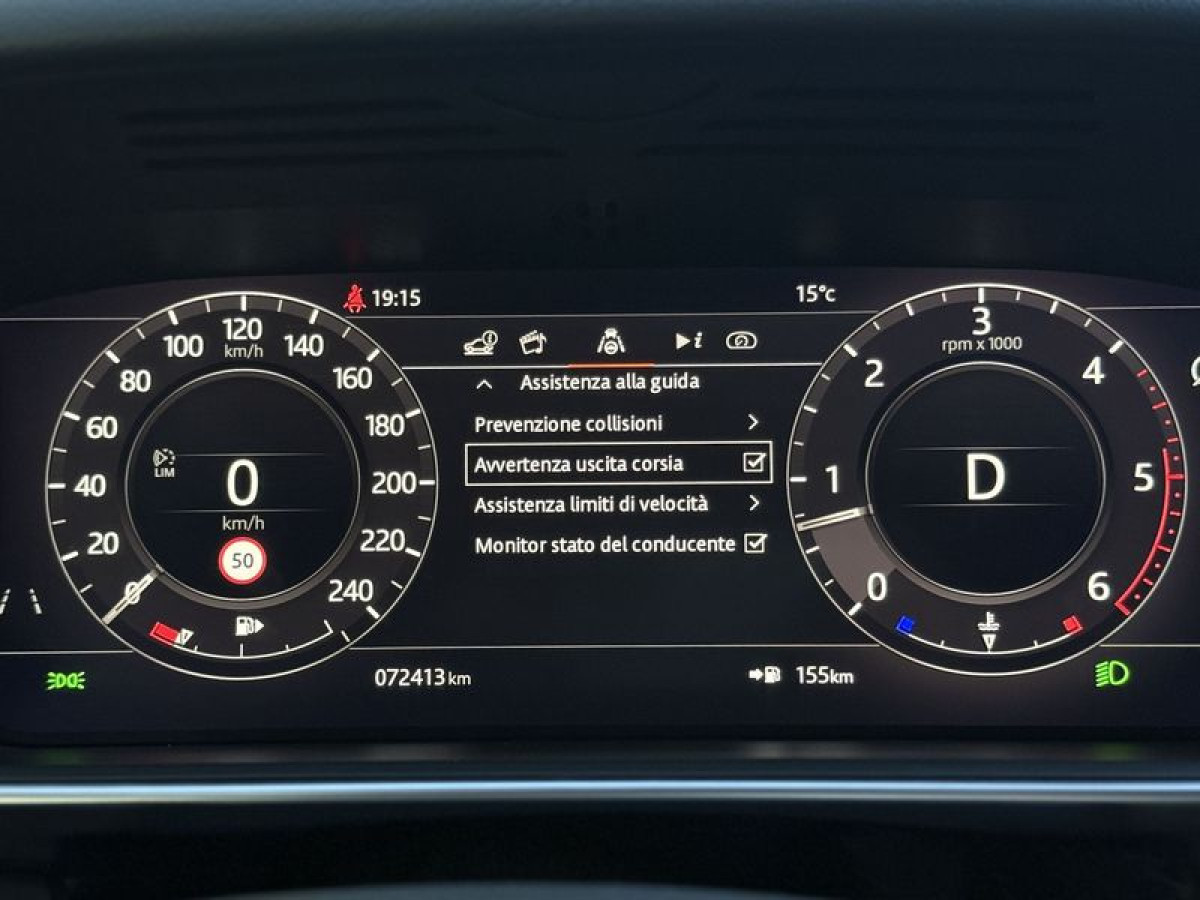 19:15
15°c
120
km/h
100
140
80
160
60
180
40
200
20
220
0
240
LIM
0
km/h
50
Assistenza alla guida
Prevenzione collisioni
Avvertenza uscita corsia
Assistenza limiti di velocità
Monitor stato del conducente
3
rpm x 1000
2
4
1
5
0
6
D
072413 km
155km